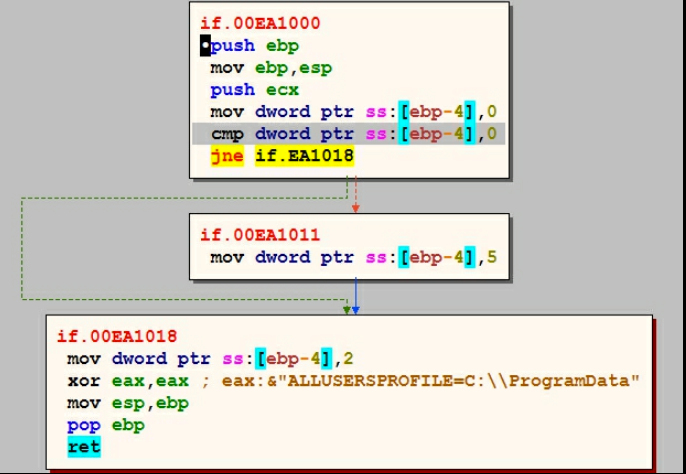 if.00EA1000
push ebp
mov ebp,esp
push ecx
mov dword ptr ss:[ebp-4],0
cmp dword ptr ss:[ebp-4],0
jne if.EA1018
if.00EA1011
mov dword ptr ss:[ebp-4],5
if.00EA1018
mov dword ptr ss:[ebp-4],2
xor eax,eax ; eax:&"ALLUSERSPROFILE=C:\\ProgramData"
mov esp,ebp
pop ebp
ret